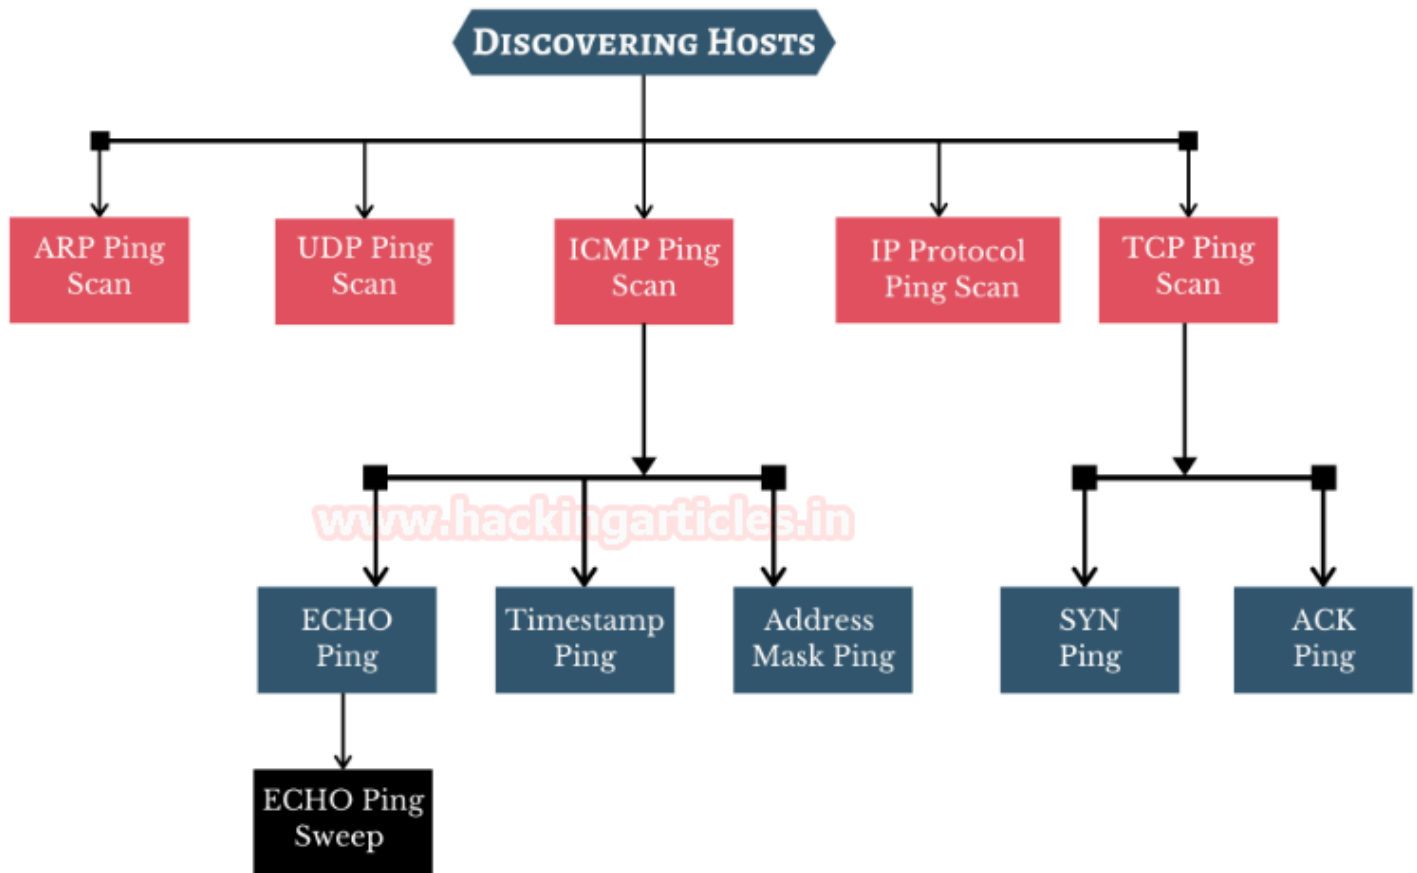 DISCOVERING HOSTS
ARP Ping
Scan
UDP Ping
Scan
ICMP Ping
Scan
IP Protocol
Ping Scan
TCP Ping
Scan
www.hackingarticles.in
ECHO
Ping
Timestamp
Ping
Address
Mask Ping
SYN
Ping
ACK
Ping
ECHO Ping
Sweep